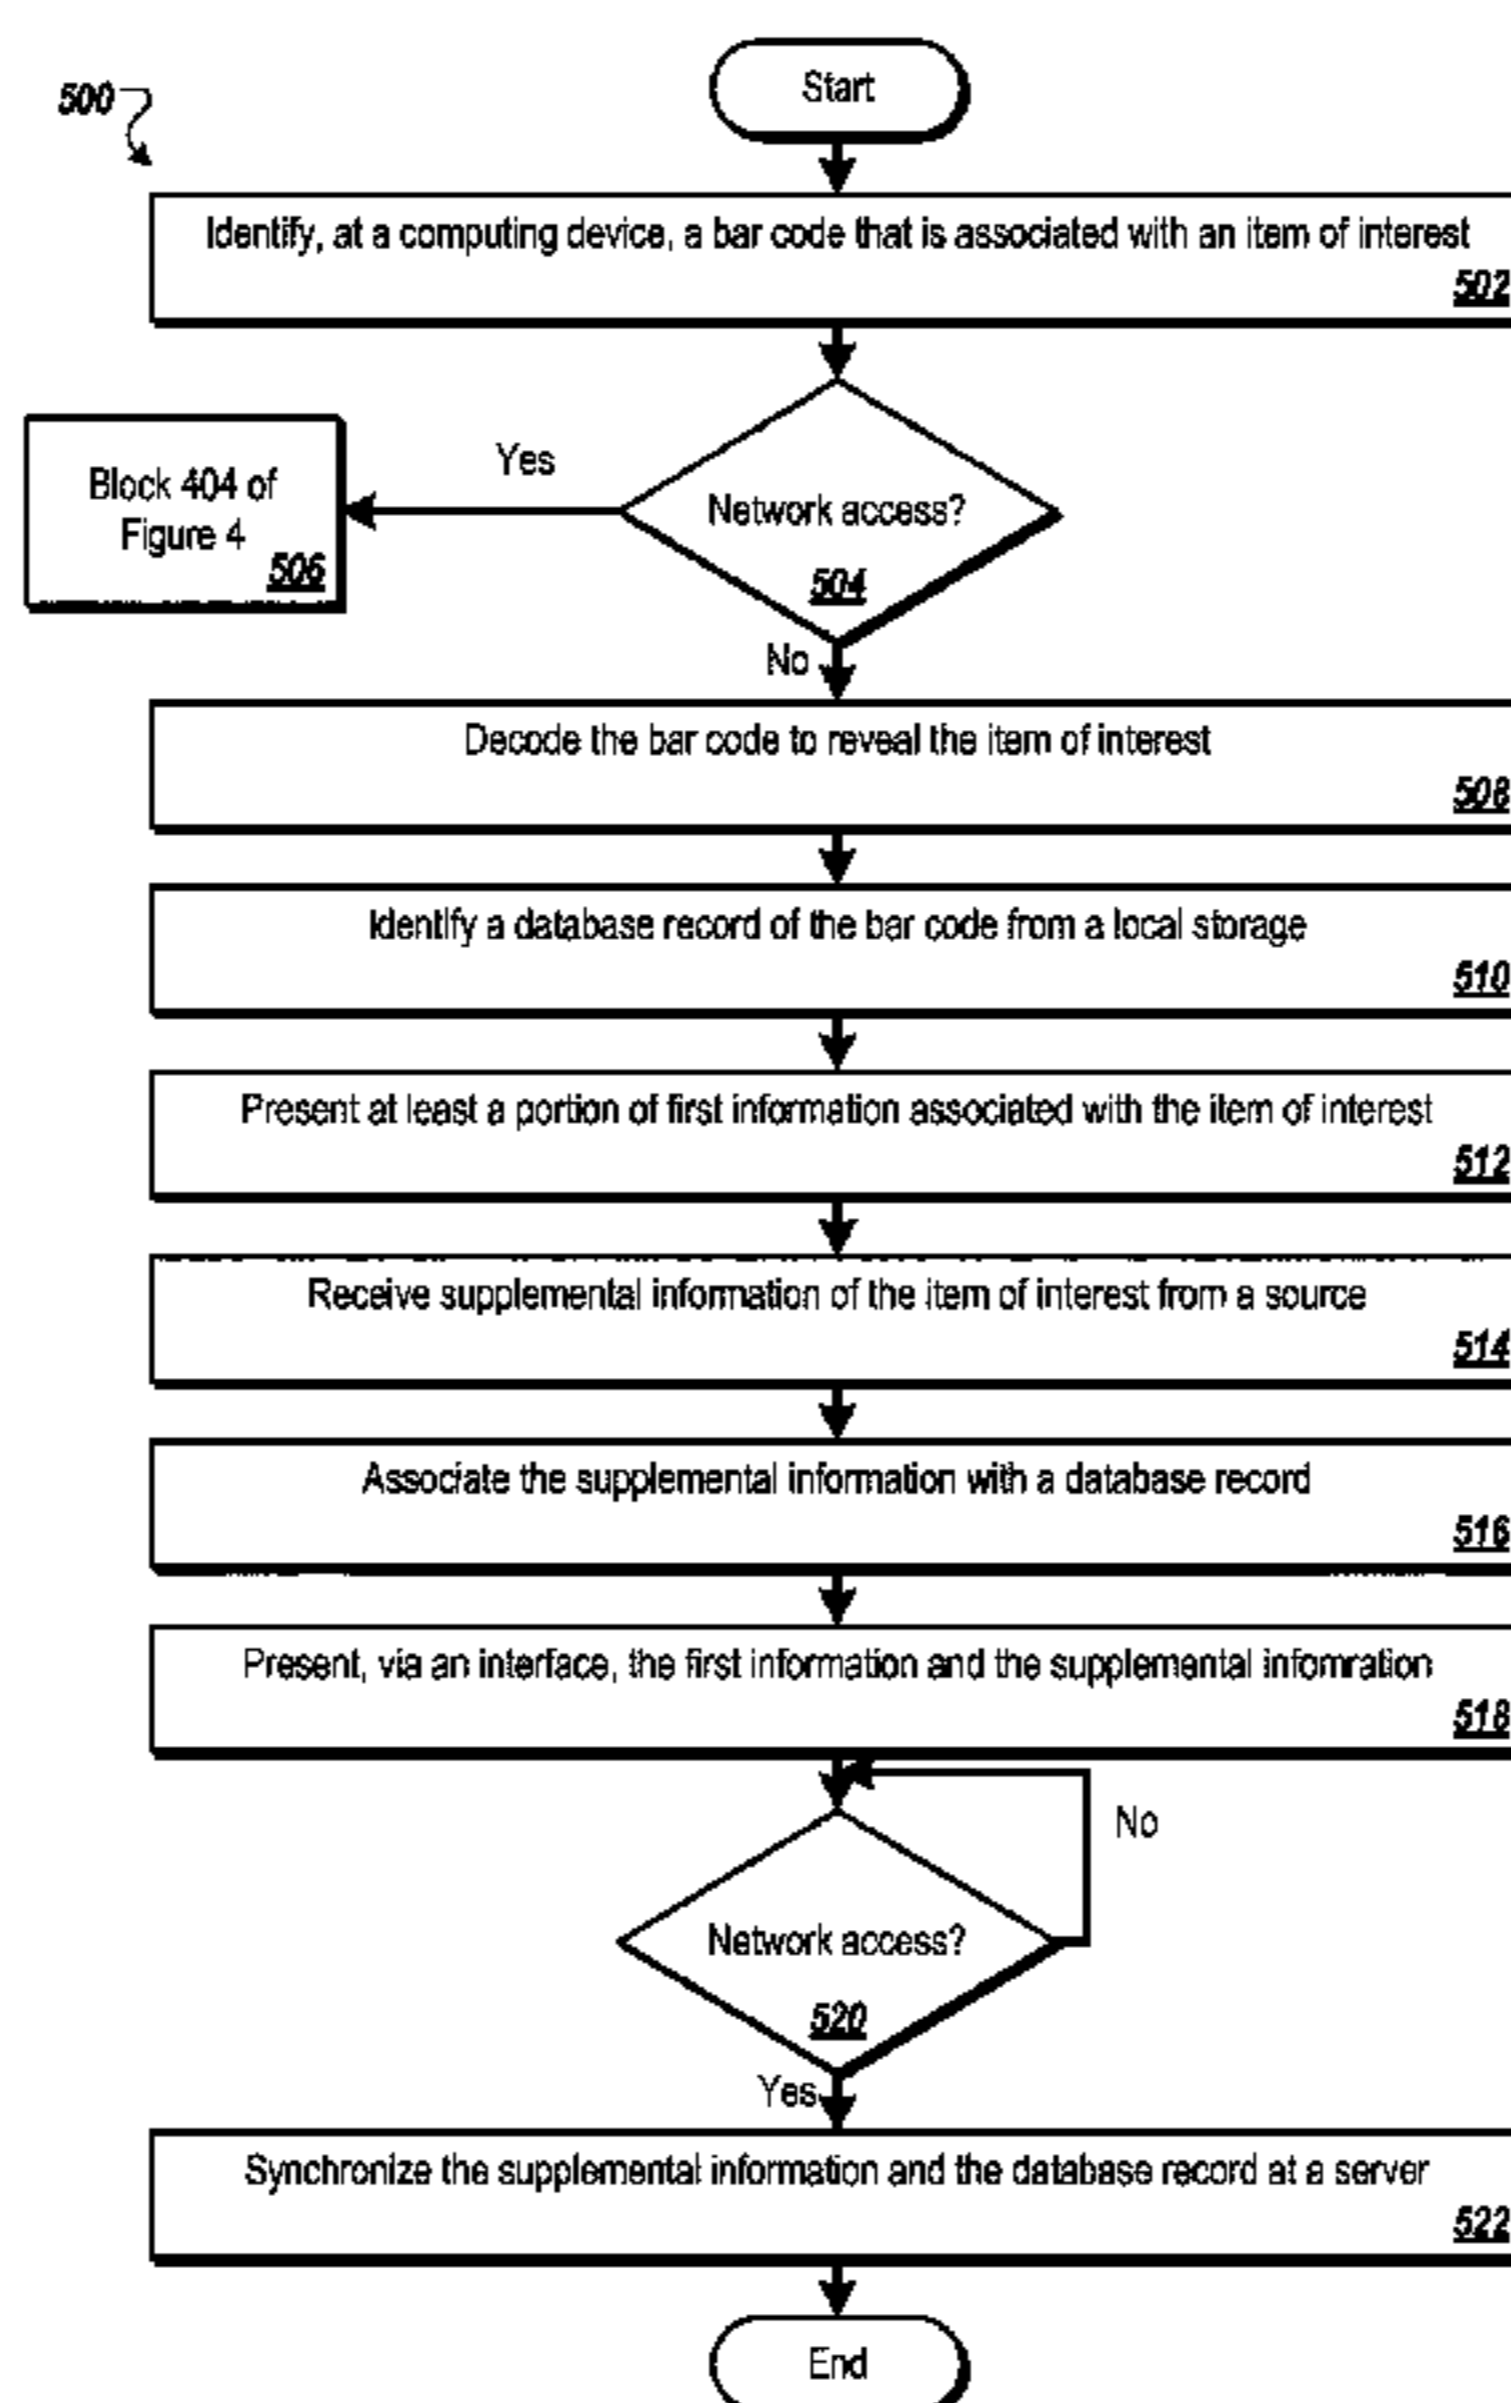 Start
500
Identify, at a computing device, a bar code that is associated with an item of interest
502
Yes
Block 404 of
Figure 4
506
Network access?
504
No
Decode the bar code to reveal the item of interest
508
Identify a database record of the bar code from a local storage
510
Present at least a portion of first information associated with the item of interest
512
Receive supplemental information of the item of interest from a source
514
Associate the supplemental information with a database record
516
Present, via an interface, the first information and the supplemental infomration
518
No
Network access?
520
Yes
Synchronize the supplemental information and the database record at a server
522
End